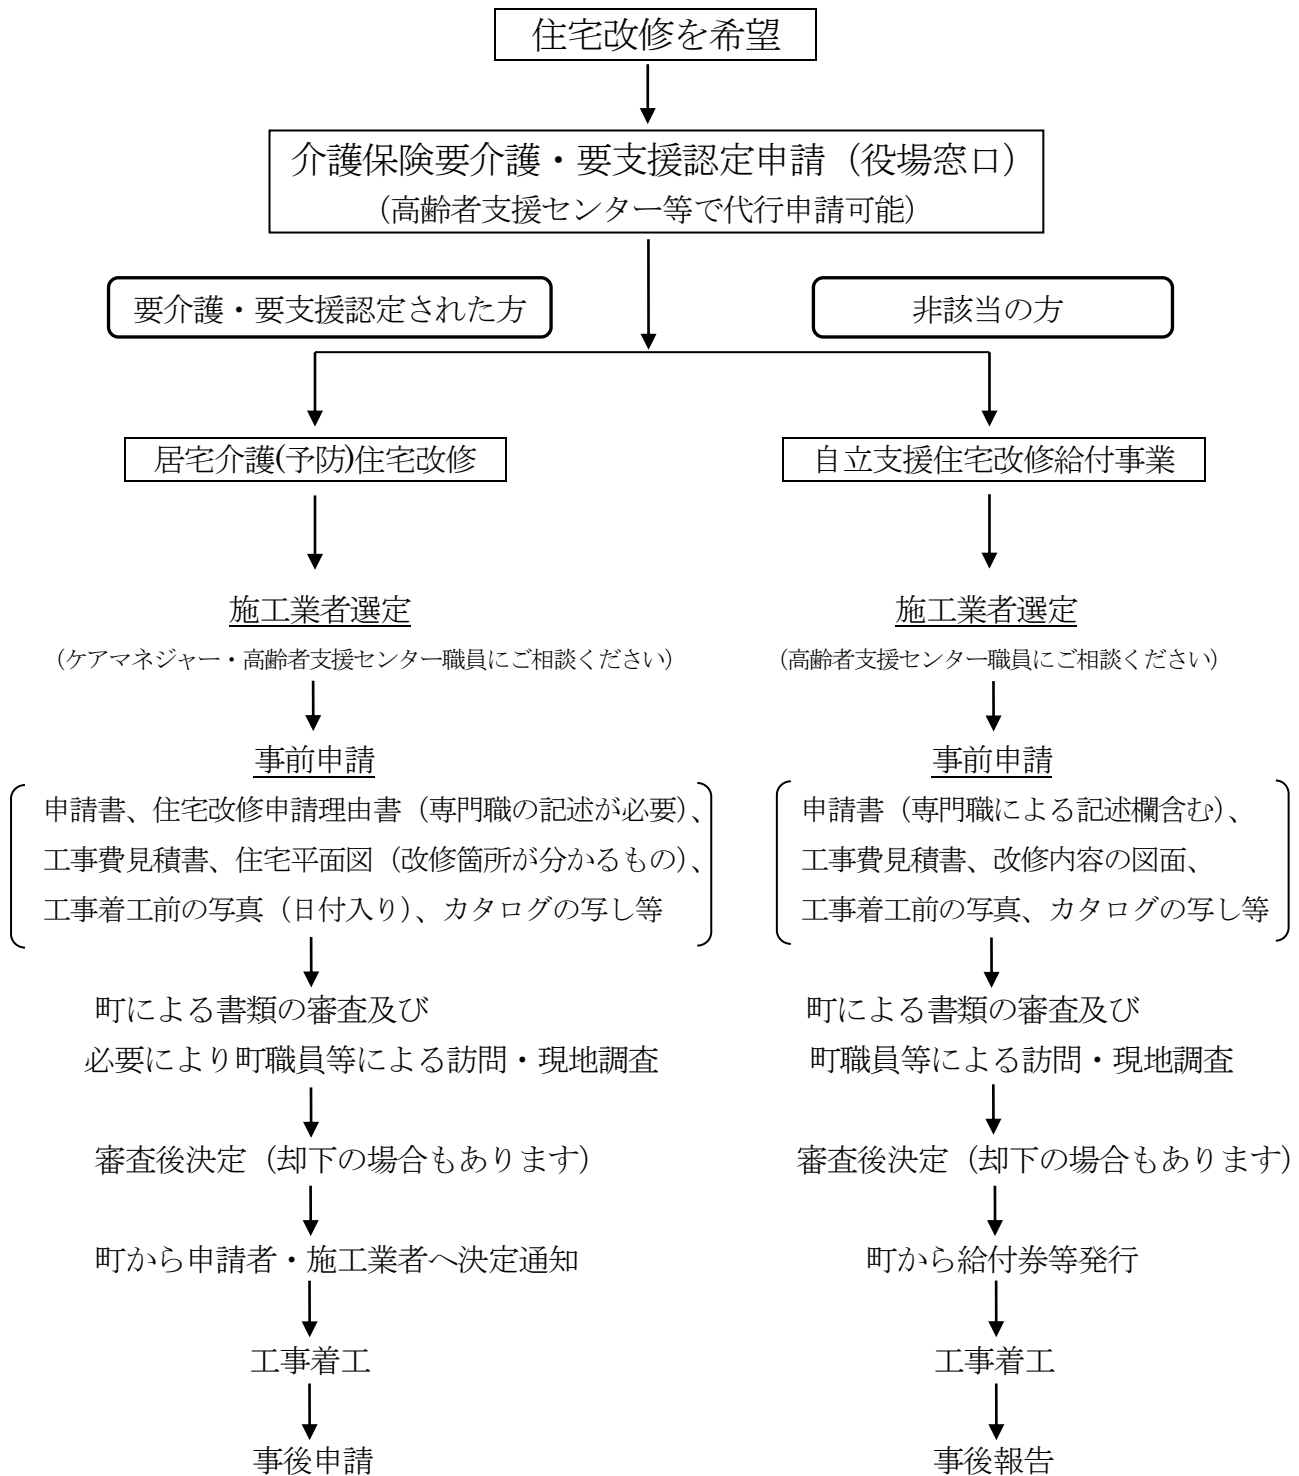 住宅改修を希望
介護保険要介護・要支援認定申請（役場窓口）
（高齢者支援センター等で代行申請可能）
要介護・要支援認定された方
非該当の方
居宅介護(予防)住宅改修
自立支援住宅改修給付事業
施工業者選定
（ケアマネジャー・高齢者支援センター職員にご相談ください）
施工業者選定
（高齢者支援センター職員にご相談ください）
事前申請
申請書、住宅改修申請理由書（専門職の記述が必要）、
工事費見積書、住宅平面図（改修箇所が分かるもの）、
工事着工前の写真（日付入り）、カタログの写し等
事前申請
申請書（専門職による記述欄含む）、
工事費見積書、改修内容の図面、
工事着工前の写真、カタログの写し等
町による書類の審査及び
必要により町職員等による訪問・現地調査
町による書類の審査及び
町職員等による訪問・現地調査
審査後決定（却下の場合もあります）
審査後決定（却下の場合もあります）
町から申請者・施工業者へ決定通知
町から給付券等発行
工事着工
工事着工
事後申請
事後報告